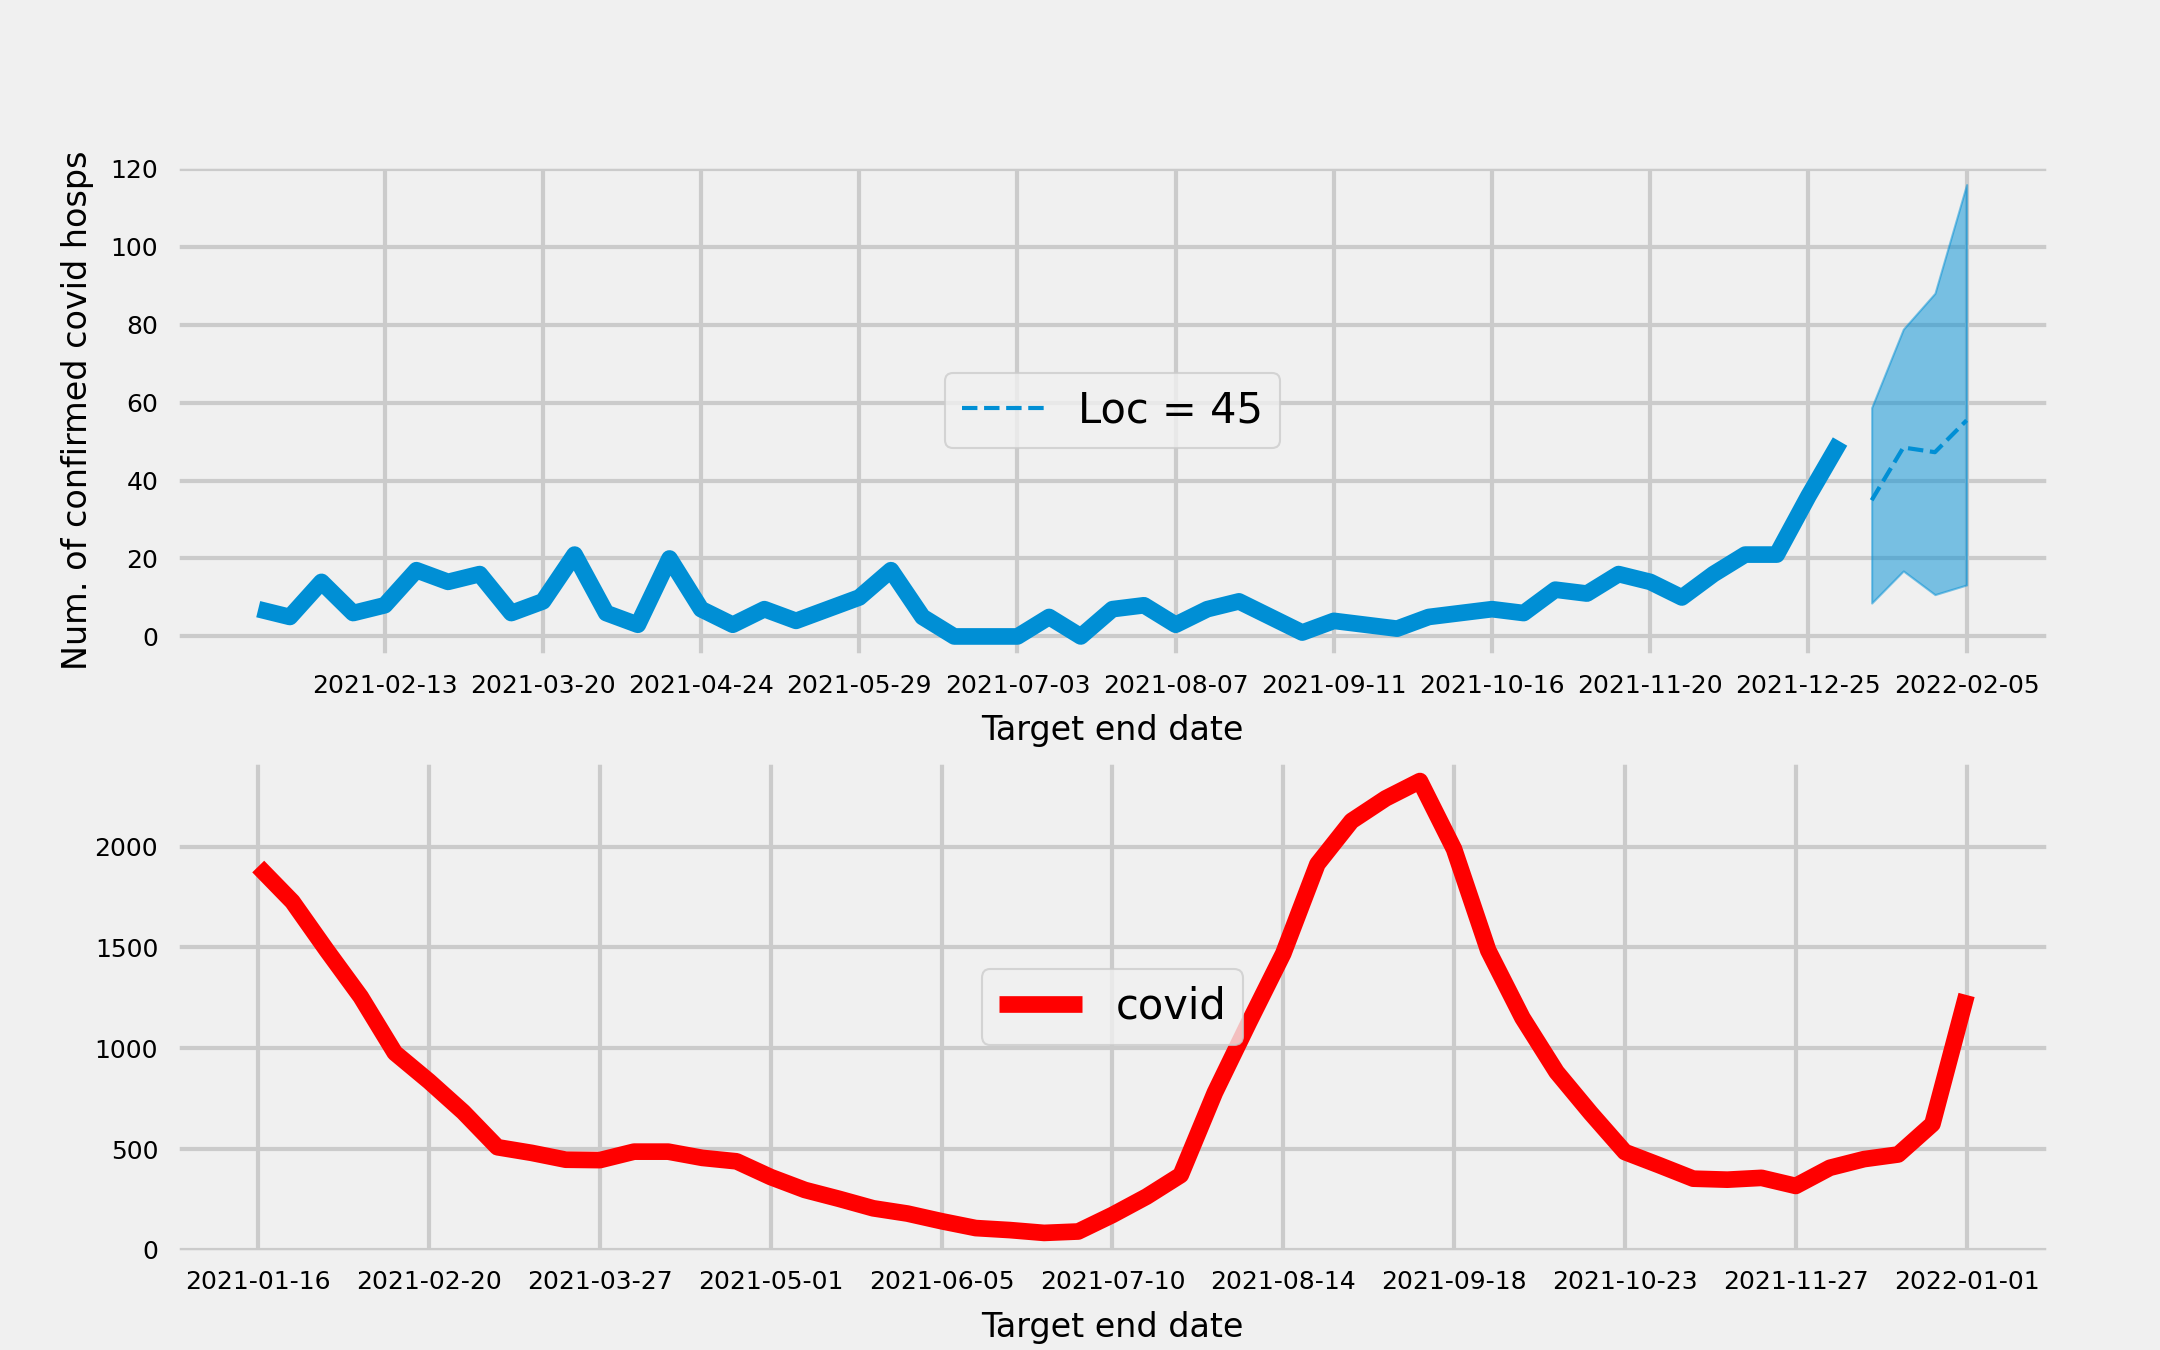 Num. of confirmed covid hosps
120
100
80
60
40
20
0
Loc = 45
2021-02-13 2021-03-20 2021-04-24 2021-05-29 2021-07-03 2021-08-07 2021-09-11 2021-10-16 2021-11-20 2021-12-25 2022-02-05
Target end date
2000
1500
1000
500
0
covid
2021-01-16 2021-02-20 2021-03-27 2021-05-01 2021-06-05 2021-07-10 2021-08-14 2021-09-18 2021-10-23 2021-11-27 2022-01-01
Target end date